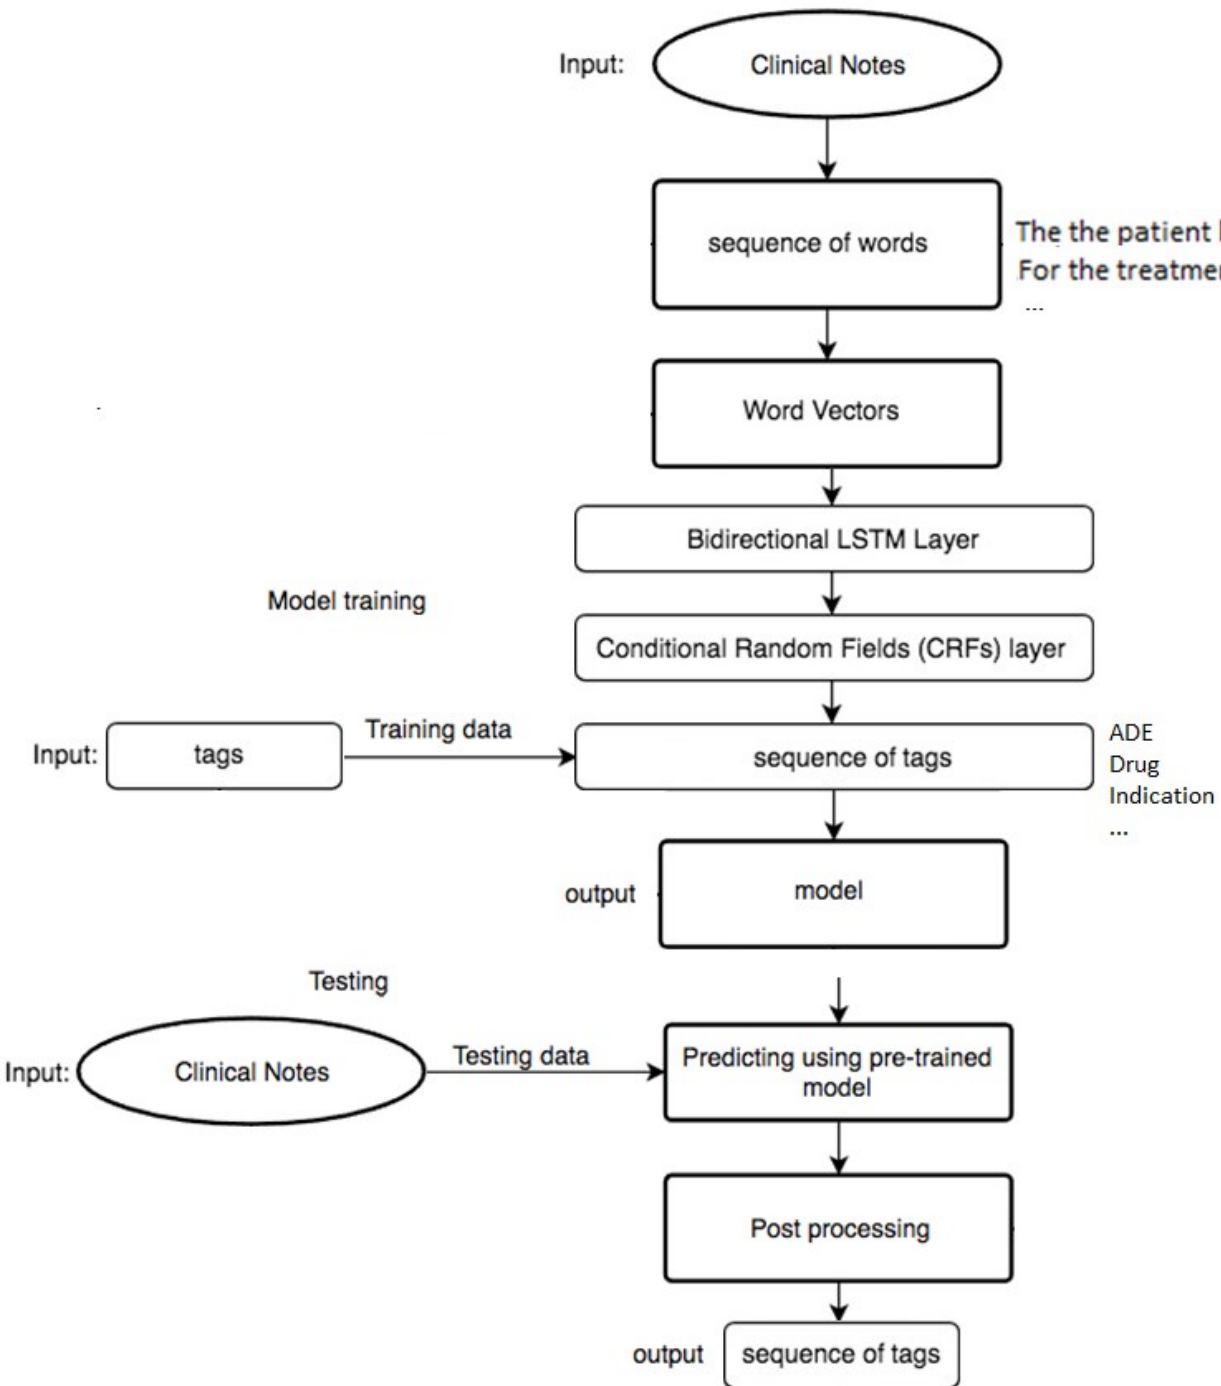 Input:
Clinical Notes
sequence of words
The the patient
For the
...
Word Vectors
Bidirectional LSTM Layer
Model training
Conditional Random Fields (CRFs) layer
Input:
tags
Training data
sequence of tags
ADE
Drug
Indication
...
output
model
Testing
Input:
Clinical Notes
Testing data
Predicting using pre-trained
model
Post processing
output
sequence of tags